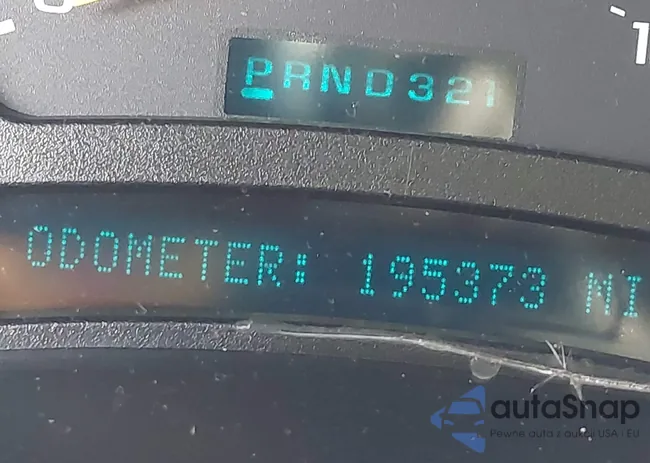 PRND321
ODOMETER: 195373 MI
autaSnap
Pewne auta z aukcji USA i EU